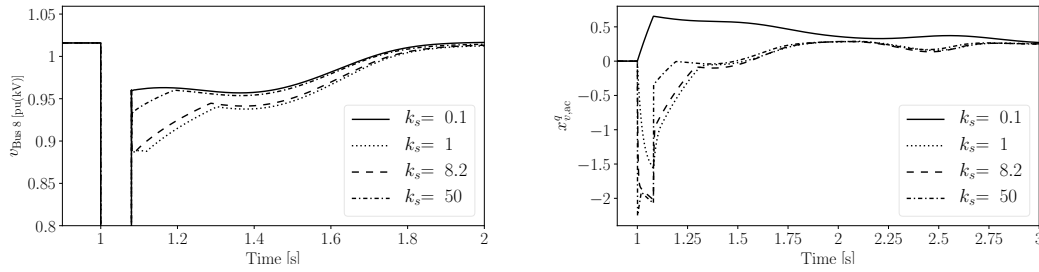 1.05
1
0.95
0.9
0.85
0.8
v_Bus 8 [pu(kV)]
k_s= 0.1
k_s= 1
k_s= 8.2
k_s= 50
1 1.2 1.4 1.6 1.8 2
Time [s]
0.5
0
−0.5
−1
−1.5
−2
x^q_v,ac
k_s= 0.1
k_s= 1
k_s= 8.2
k_s= 50
1 1.25 1.5 1.75 2 2.25 2.5 2.75 3
Time [s]